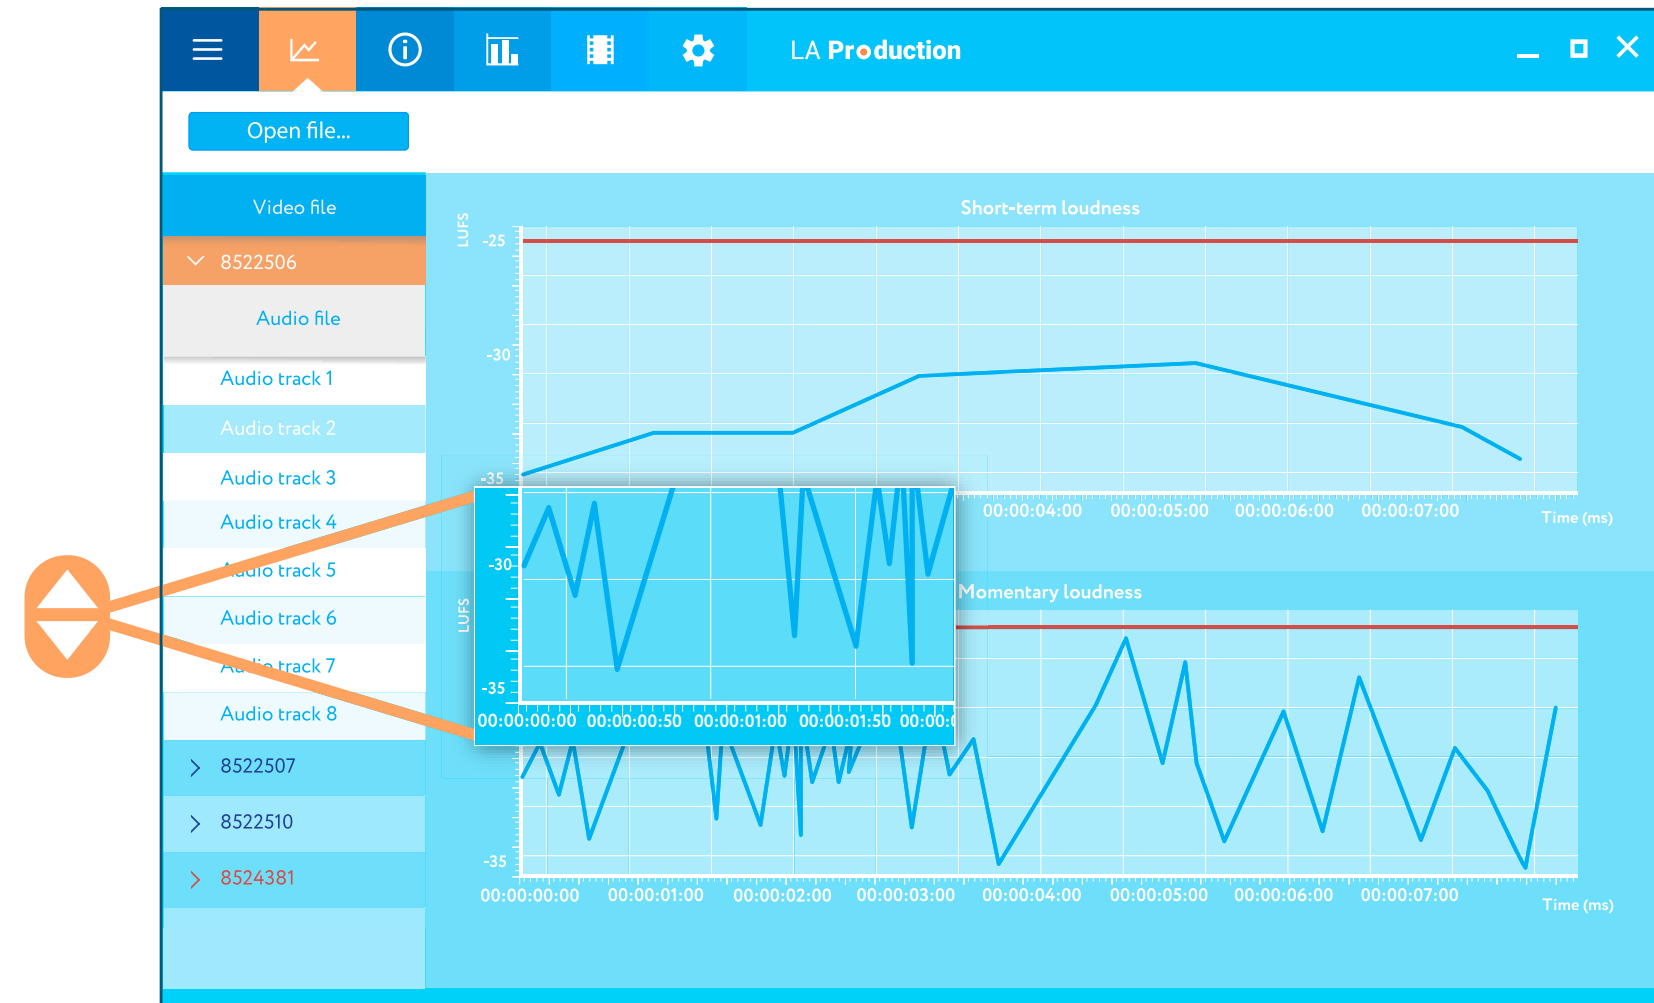 LA Production
Open file...
Video file
8522506
Audio file
Audio track 1
Audio track 2
Audio track 3
Audio track 4
Audio track 5
Audio track 6
Audio track 7
Audio track 8
8522507
8522510
8524381
Short-term loudness
LUFS
-25
-30
-35
00:00:04:00 00:00:05:00 00:00:06:00 00:00:07:00
Time (ms)
-30
-35
00:00:00:00 00:00:00:50 00:00:01:00 00:00:01:50
Momentary loudness
LUFS
-35
00:00:00:00 00:00:01:00 00:00:02:00 00:00:03:00 00:00:04:00 00:00:05:00 00:00:06:00 00:00:07:00
Time (ms)